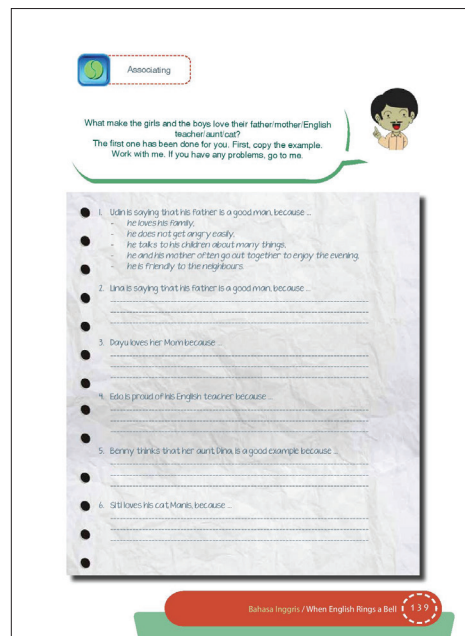 Associating
What make the girls and the boys love their father/mother/English
teacher/aunt/cat?
The first one has been done for you. First, copy the example.
Work with me. If you have any problems, go to me.
1. Udin is saying that his Father is a good man, because ...
- he loves his family,
- he does not get angry easily,
- he talks to his children about many things,
- he and his mother often go out together to enjoy the evening,
- he is friendly to the neighbours.
2. Lina is saying that his father is a good man, because ...
3. Dayu loves her Mom because ...
4. Edo is proud of his English teacher because ...
5. Benny thinks that her aunt, Dina, is a good example because ...
6. Siti loves his cat, Manis, because ...
Bahasa Inggris / When English Rings a Bell 139